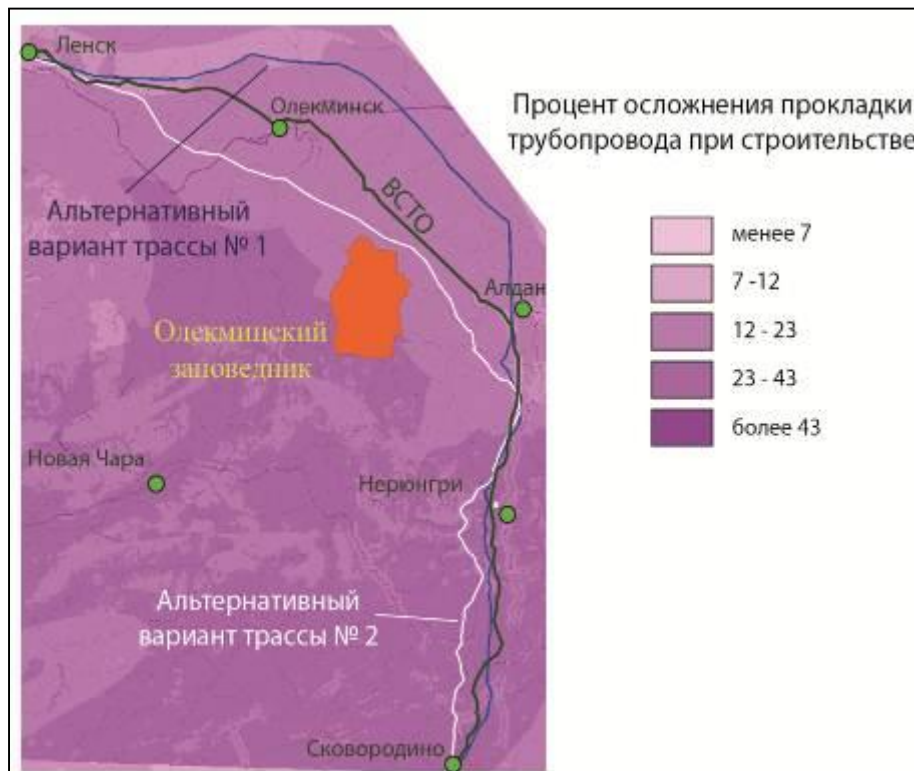 Ленск
Олекминск
Процент осложнения прокладки
трубопровода при строительстве
ВСТО
Альтернативный
вариант трассы № 1
менее 7
7 -12
12 - 23
23 - 43
более 43
Алдан
Олекмицский
зановедник
Новая Чара
Нерюнгри
Альтернативный
вариант трассы № 2
Сковородино